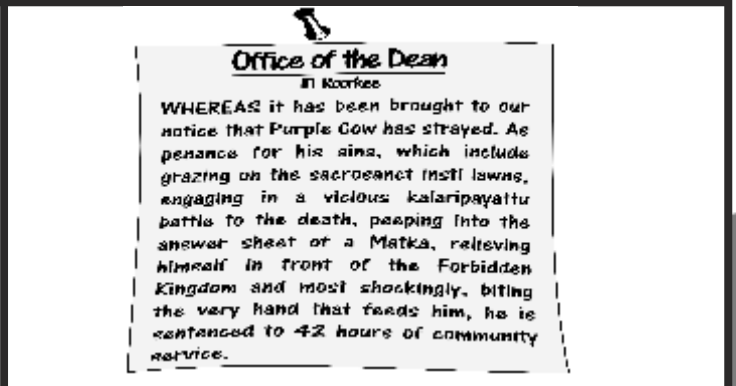 Office of the Dean
IIT Roorkee
WHEREAS it has been brought to our
notice that Purple Cow has strayed. As
penance for his sins, which include
grazing on the sacrosanct insti lawns,
engaging in a vicious kalaripayattu
battle to the death, peeping into the
answer sheet of a Matka, relieving
himself in front of the Forbidden
Kingdom and most shockingly, biting
the very hand that feeds him, he is
sentenced to 42 hours of community
service.